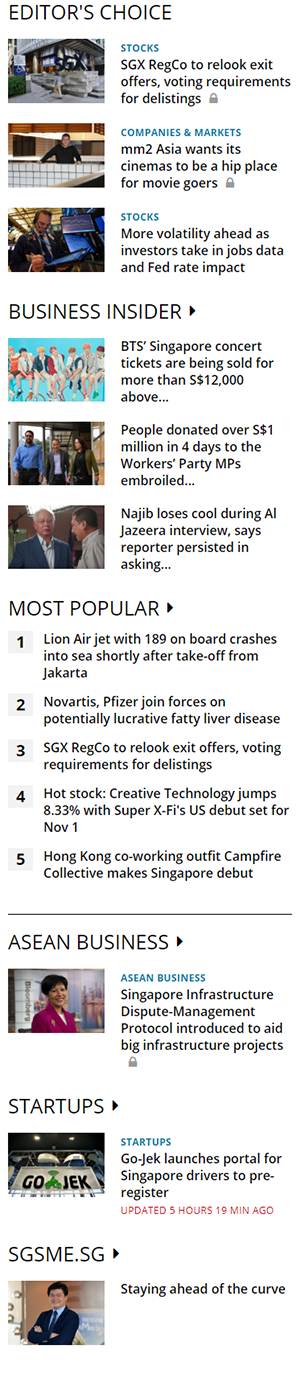 EDITOR'S CHOICE
SGX
STOCKS
SGX RegCo to relook exit
offers, voting requirements
for delistings
COMPANIES & MARKETS
mm2 Asia wants its
cinemas to be a hip place
for movie goers
STOCKS
More volatility ahead as
investors take in jobs data
and Fed rate impact
BUSINESS INSIDER
BTS' Singapore concert
tickets are being sold for
more than S$12,000
above...
People donated over S$1
million in 4 days to the
Workers' Party MPs
embroiled...
Najib loses cool during Al
Jazeera interview, says
reporter persisted in
asking...
MOST POPULAR
1 Lion Air jet with 189 on board crashes
into sea shortly after take-off from
Jakarta
2 Novartis, Pfizer join forces on
potentially lucrative fatty liver disease
3 SGX RegCo to relook exit offers, voting
requirements for delistings
4 Hot stock: Creative Technology jumps
8.33% with Super X-Fi's US debut set for
Nov 1
5 Hong Kong co-working outfit Campfire
Collective makes Singapore debut
ASEAN BUSINESS
Bloomberg
ASEAN BUSINESS
Singapore Infrastructure
Dispute-Management
Protocol introduced to aid
big infrastructure projects
STARTUPS
GO JEK
STARTUPS
Go-Jek launches portal for
Singapore drivers to pre-
register
UPDATED 5 HOURS 19 MIN AGO
SGSME.SG
Staying ahead of the curve